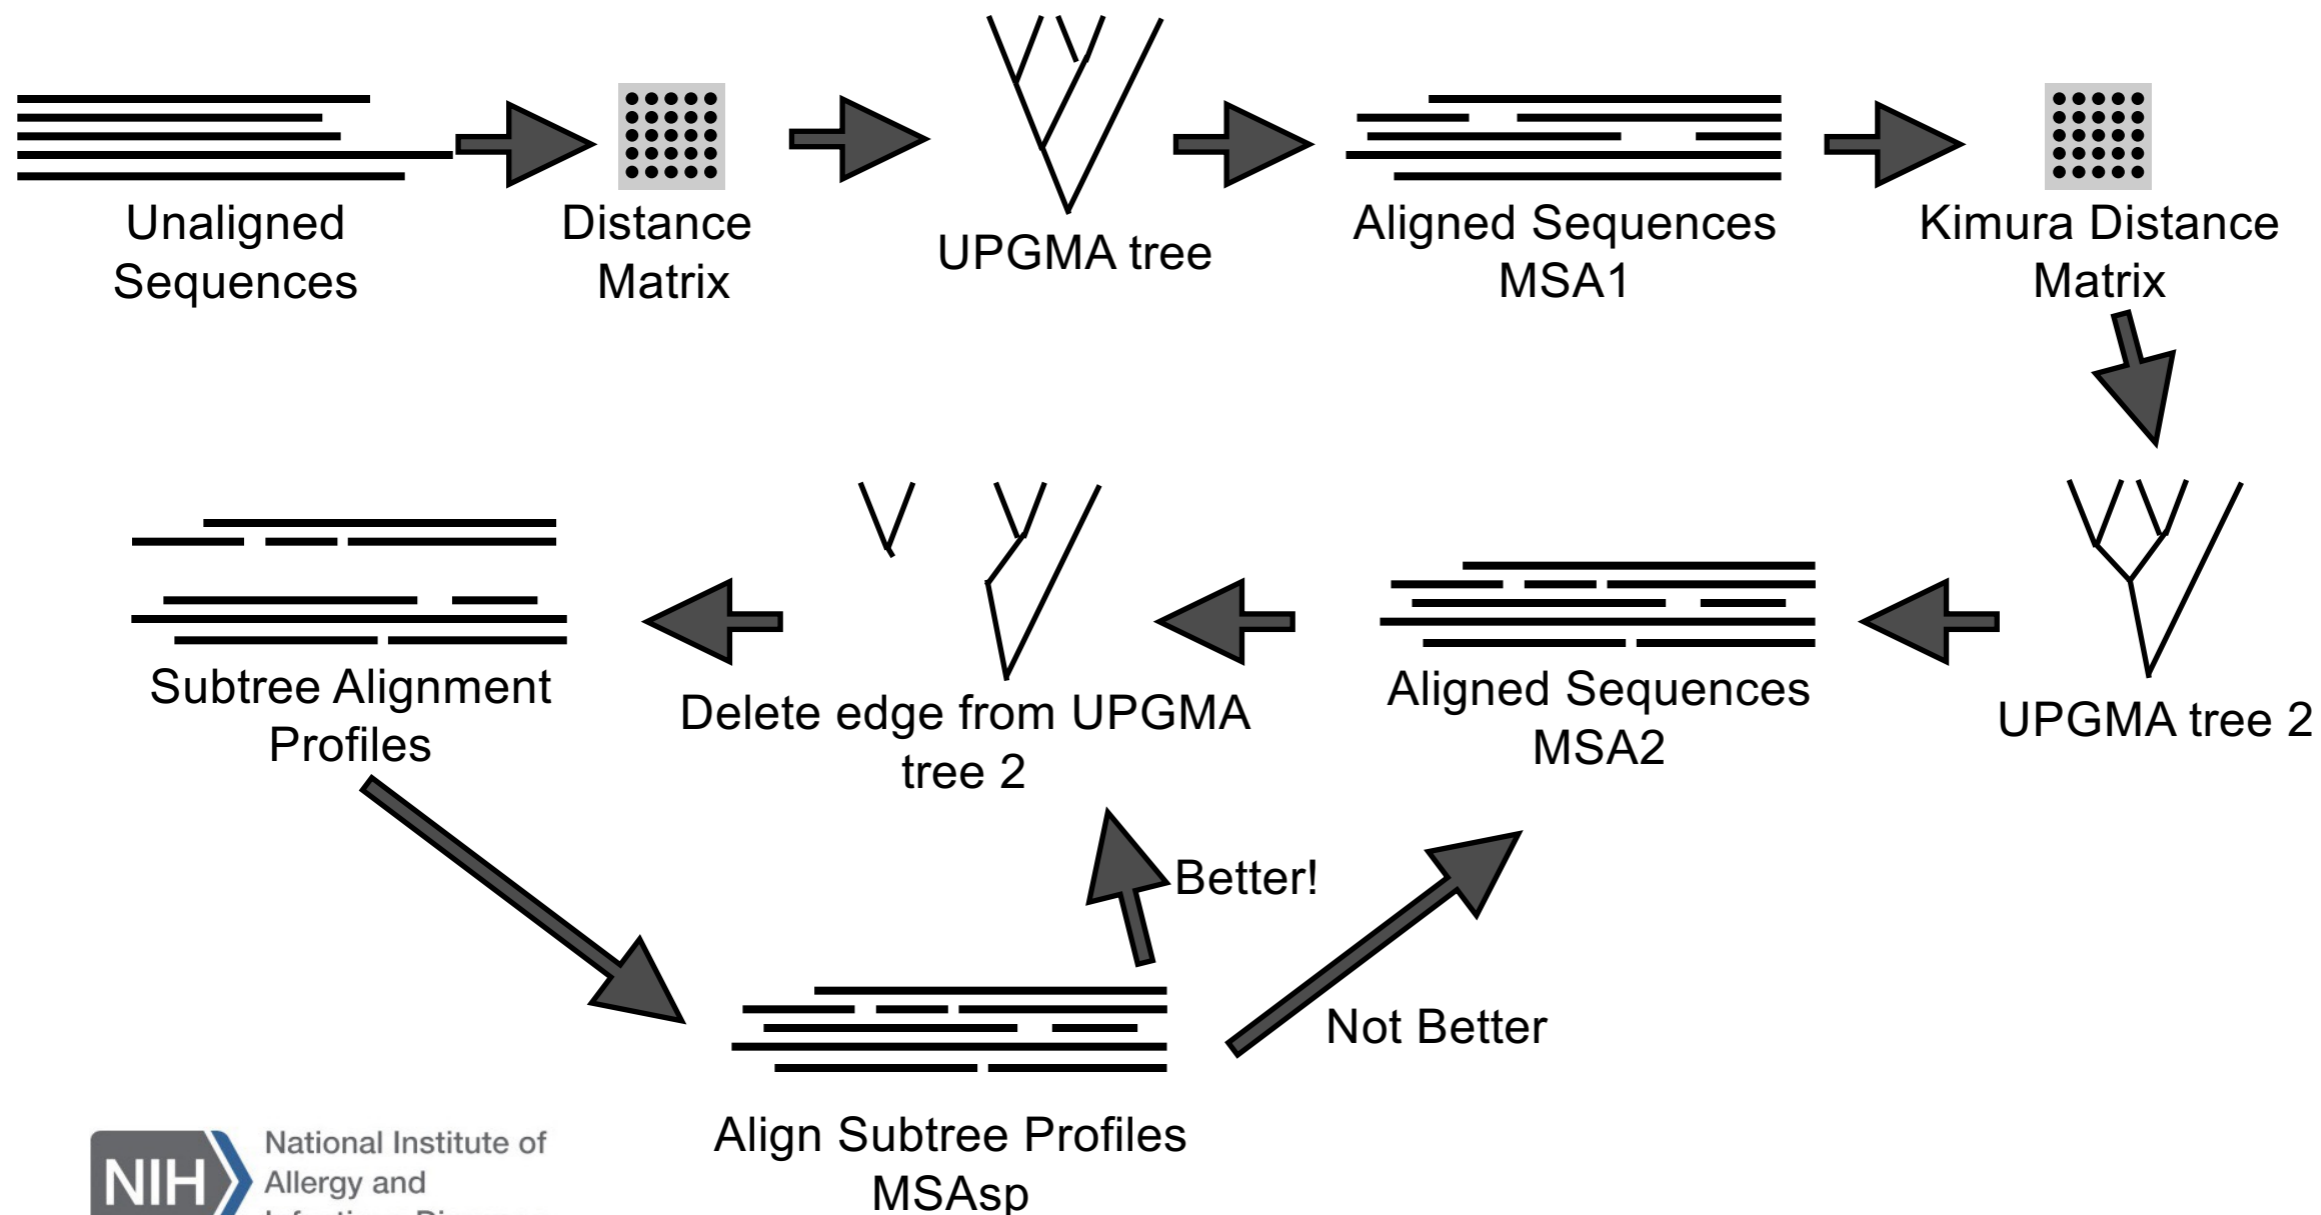 Unaligned
Sequences
Distance
Matrix
UPGMA tree
Aligned Sequences
MSA1
Kimura Distance
Matrix
Subtree Alignment
Profiles
Delete edge from UPGMA
tree 2
Aligned Sequences
MSA2
UPGMA tree 2
Better!
Not Better
Align Subtree Profiles
MSAsp
NIH
National Institute of
Allergy and